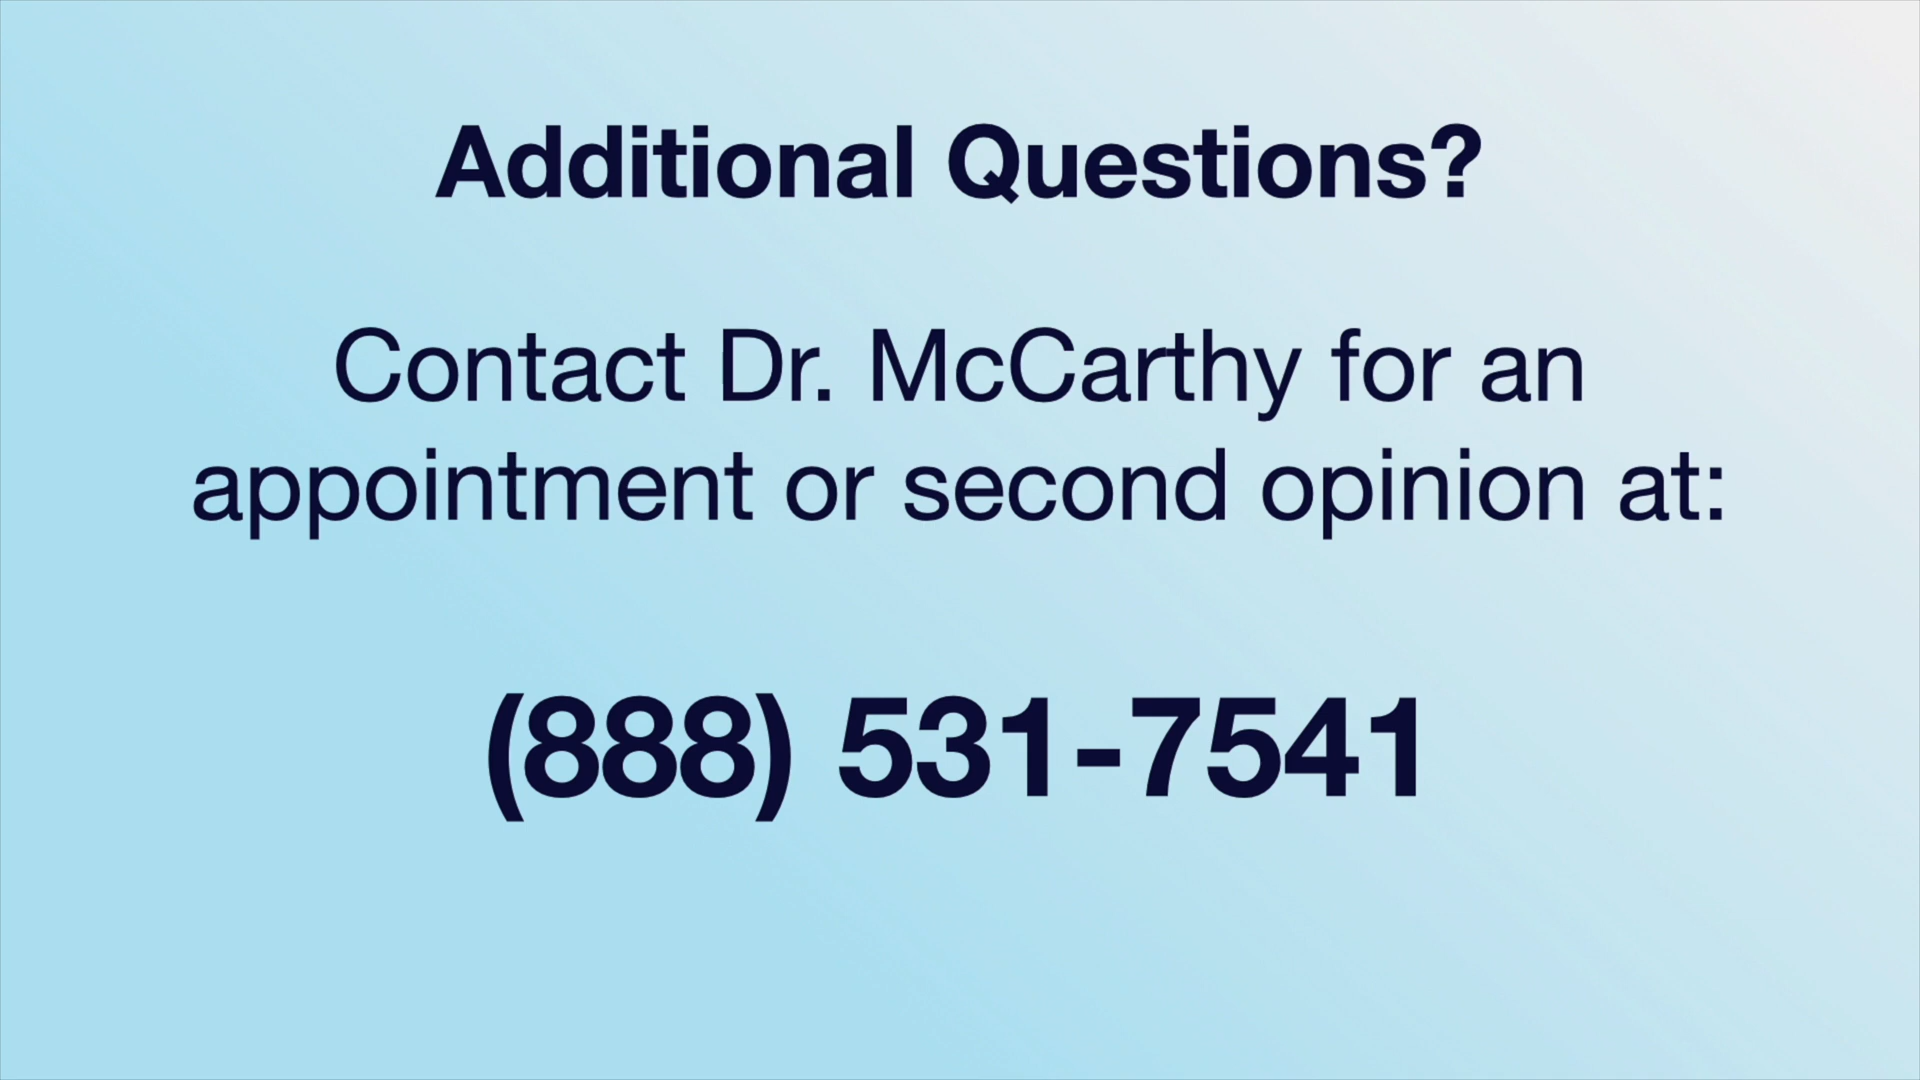 Additional Questions?
Contact Dr. McCarthy for an
appointment or second opinion at:
(888) 531-7541